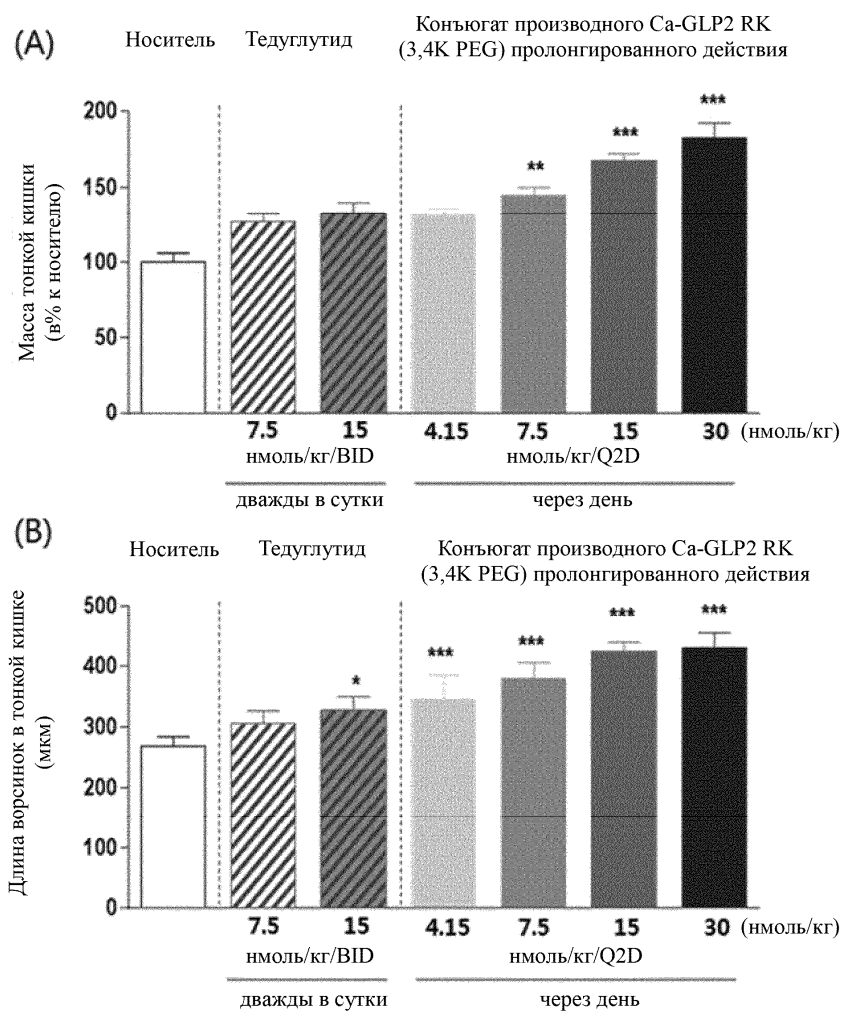 (A)
Носитель
Тедуглутид
Конъюгат производного Ca-GLP2 RK
(3,4K PEG) пролонгированного действия
Масса тонкой кишки
(в% к носителю)
200
150
100
50
0
** *** ***
7.5 15 4.15 7.5 15 30 (нмоль/кг)
нмоль/кг/BID нмоль/кг/Q2D
дважды в сутки через день
(B)
Носитель
Тедуглутид
Конъюгат производного Ca-GLP2 RK
(3,4K PEG) пролонгированного действия
Длина ворсинок в тонкой кишке
(мкм)
500
400
300
200
100
0
* *** *** *** ***
7.5 15 4.15 7.5 15 30 (нмоль/кг)
нмоль/кг/BID нмоль/кг/Q2D
дважды в сутки через день